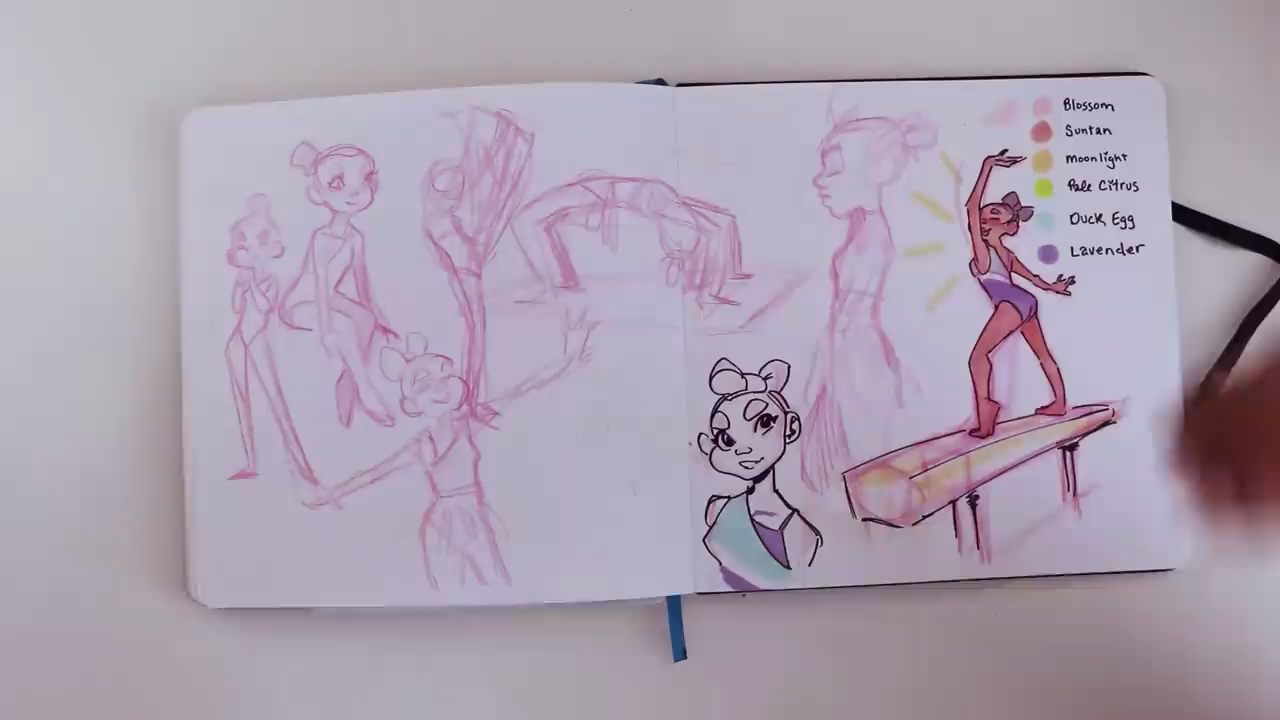 Blossom
Suntan
moonlight
Pale Citrus
Duck Egg
Lavender